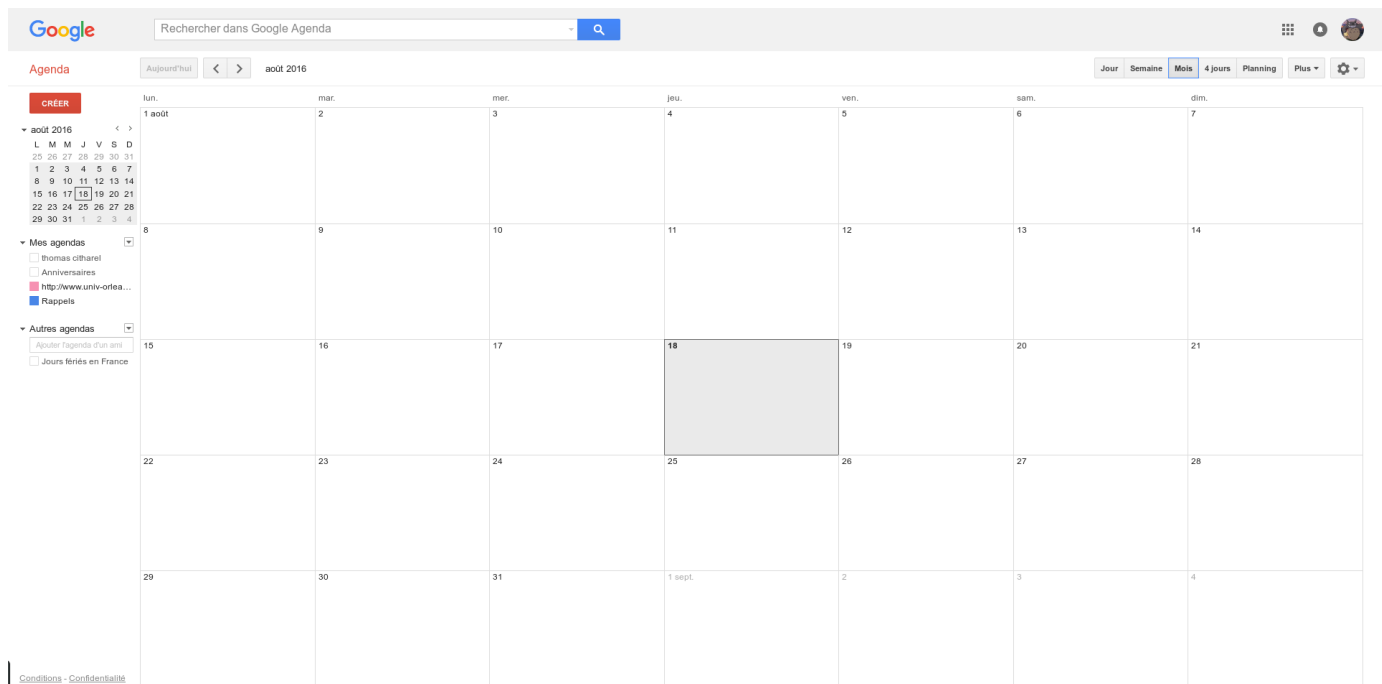 Google Rechercher dans Google Agenda
Agenda Aujourd'hui août 2016 Jour Semaine Mois 4 jours Planning Plus
CRÉER
août 2016
L M M J V S D
25 26 27 28 29 30 31
1 2 3 4 5 6 7
8 9 10 11 12 13 14
15 16 17 18 19 20 21
22 23 24 25 26 27 28
29 30 31 1 2 3 4
Mes agendas
thomas citharel
Anniversaires
http://www.univ-orlea...
Rappels
Autres agendas
Ajouter l'agenda d'un ami
Jours fériés en France
Conditions - Confidentialité
lun. mar. mer. jeu. ven. sam. dim.
1 août 2 3 4 5 6 7
8 9 10 11 12 13 14
15 16 17 18 19 20 21
22 23 24 25 26 27 28
29 30 31 1 sept. 2 3 4